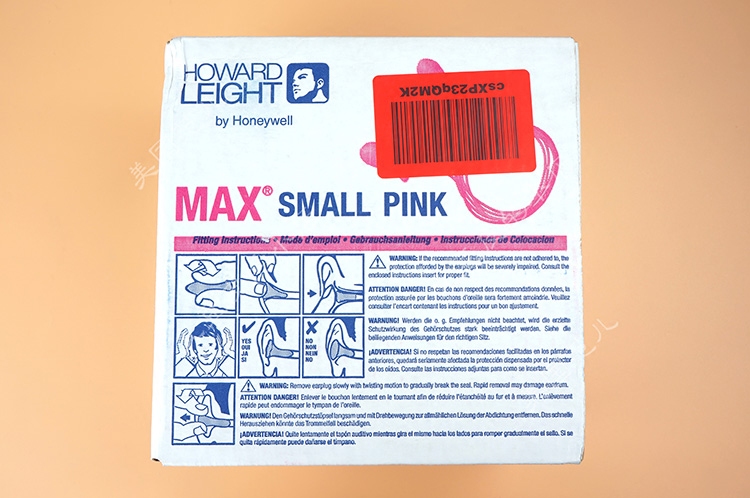 HOWARD
LEIGHT
by Honeywell
csXP23qQM2K
MAX® SMALL PINK
Fitting Instructions • Mode d'emploi • Gebrauchsanleitung • Instrucciones de Colocacion
WARNING: If the recommended fitting instructions are not adhered to, the
protection afforded by the earplugs will be severely impaired. Consult the
enclosed instructions insert for proper fit.
ATTENTION DANGER! En cas de non respect des recommandations données, la
protection assurée par les bouchons d'oreille sera fortement amoindrie. Veuillez
consulter l'encart contenant les instructions pour un bon ajustement.
WARNUNG! Werden die o. g. Empfehlungen nicht beachtet, wird die erzielte
Schutzwirkung des Gehörschutzes stark beeinträchtigt werden. Siehe die
beiliegenden Anweisungen für den richtigen Sitz.
¡ADVERTENCIA! Si no respetan las recomendaciones facilitadas en los párrafos
anteriores, quedará seriamente afectada la protección dispensada por el protector
de los oídos. Consulte las instrucciones adjuntas para como se insertan.
YES
OUI
JA
SI
NO
NON
NEIN
NO
WARNING: Remove earplug slowly with twisting motion to gradually break the seal. Rapid removal may damage eardrum.
ATTENTION DANGER! Enlever le bouchon lentement en le tournant afin de réduire l'étanchéité au fur et à mesure. L'enlèvement
rapide peut endommager le tympan de l'oreille.
WARNUNG! Den Gehörschutzstöpsel langsam und mit Drehbewegung zur allmählichen Lösung der Abdichtung entfernen. Das schnelle
Herausziehen könnte das Trommelfell beschädigen.
¡ADVERTENCIA! Quite lentamente el tapón auditivo mientras gira el mismo hacia los lados para romper gradualmente el sello. Si se
quita rápidamente puede dañarse el tímpano.